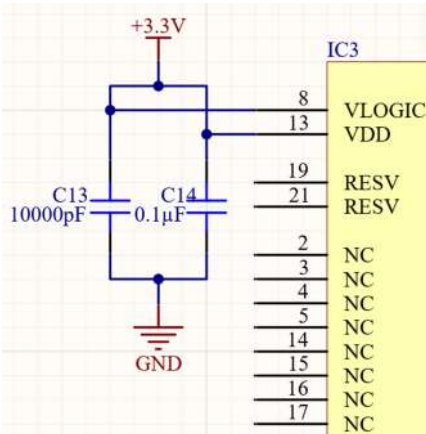 +3.3V
IC3
8 VLOGIC
13 VDD
19 RESV
21 RESV
C13 C14
10000pF 0.1µF
2 NC
3 NC
4 NC
5 NC
14 NC
15 NC
16 NC
17 NC
GND